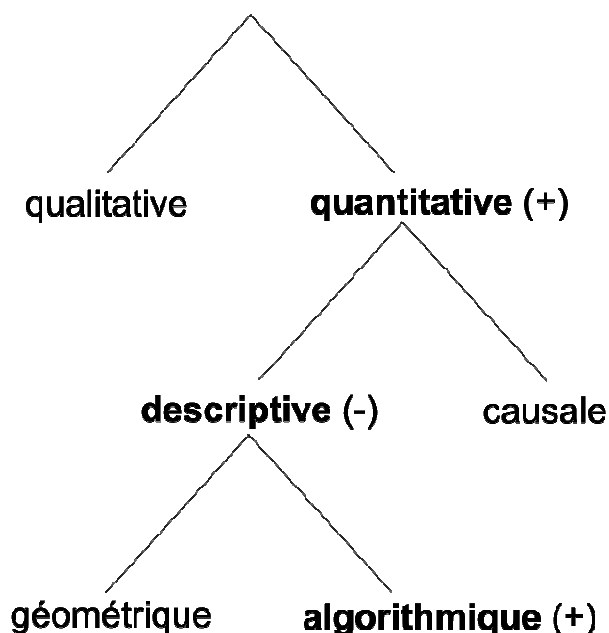 qualitative quantitative (+)
descriptive (-) causale
géométrique algorithmique (+)